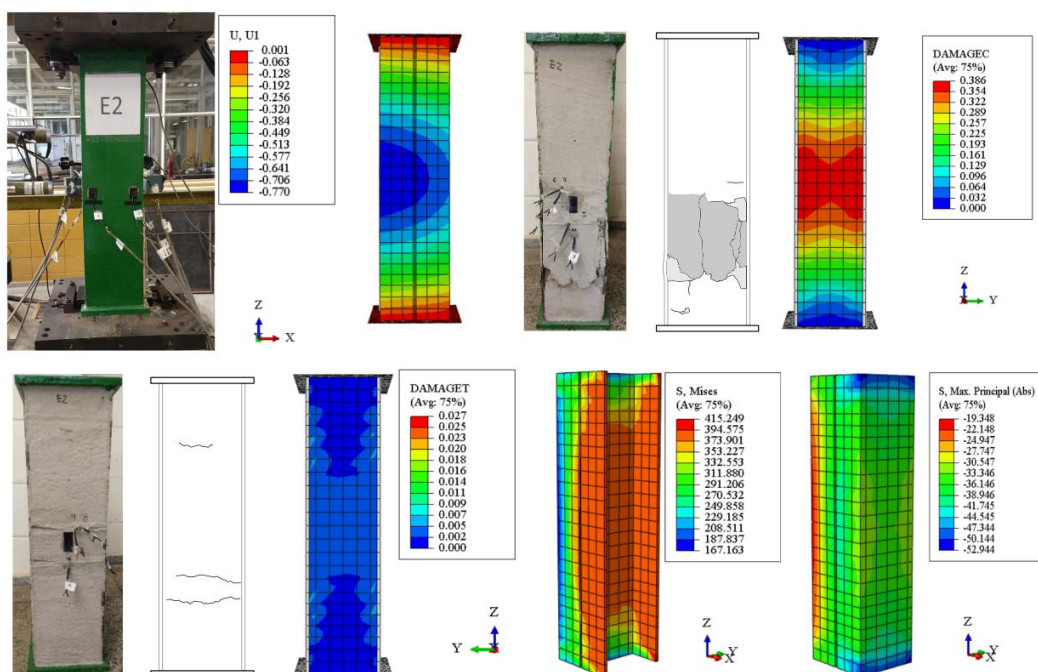 E2
U, U1
0.001
-0.063
-0.128
-0.192
-0.256
-0.320
-0.384
-0.449
-0.513
-0.577
-0.641
-0.706
-0.770
Z
X
E2
DAMAGEC
(Avg: 75%)
0.386
0.354
0.322
0.289
0.257
0.225
0.193
0.161
0.129
0.096
0.064
0.032
0.000
Z
Y
E2
DAMAGET
(Avg: 75%)
0.027
0.025
0.023
0.020
0.018
0.016
0.014
0.011
0.009
0.007
0.005
0.002
0.000
Z
Y
S, Mises
(Avg: 75%)
415.249
394.575
373.901
353.227
332.553
311.880
291.206
270.532
249.858
229.185
208.511
187.837
167.163
Z
X
S, Max. Principal (Abs)
(Avg: 75%)
-19.348
-22.148
-24.947
-27.747
-30.547
-33.346
-36.146
-38.946
-41.745
-44.545
-47.344
-50.144
-52.944
Z
X